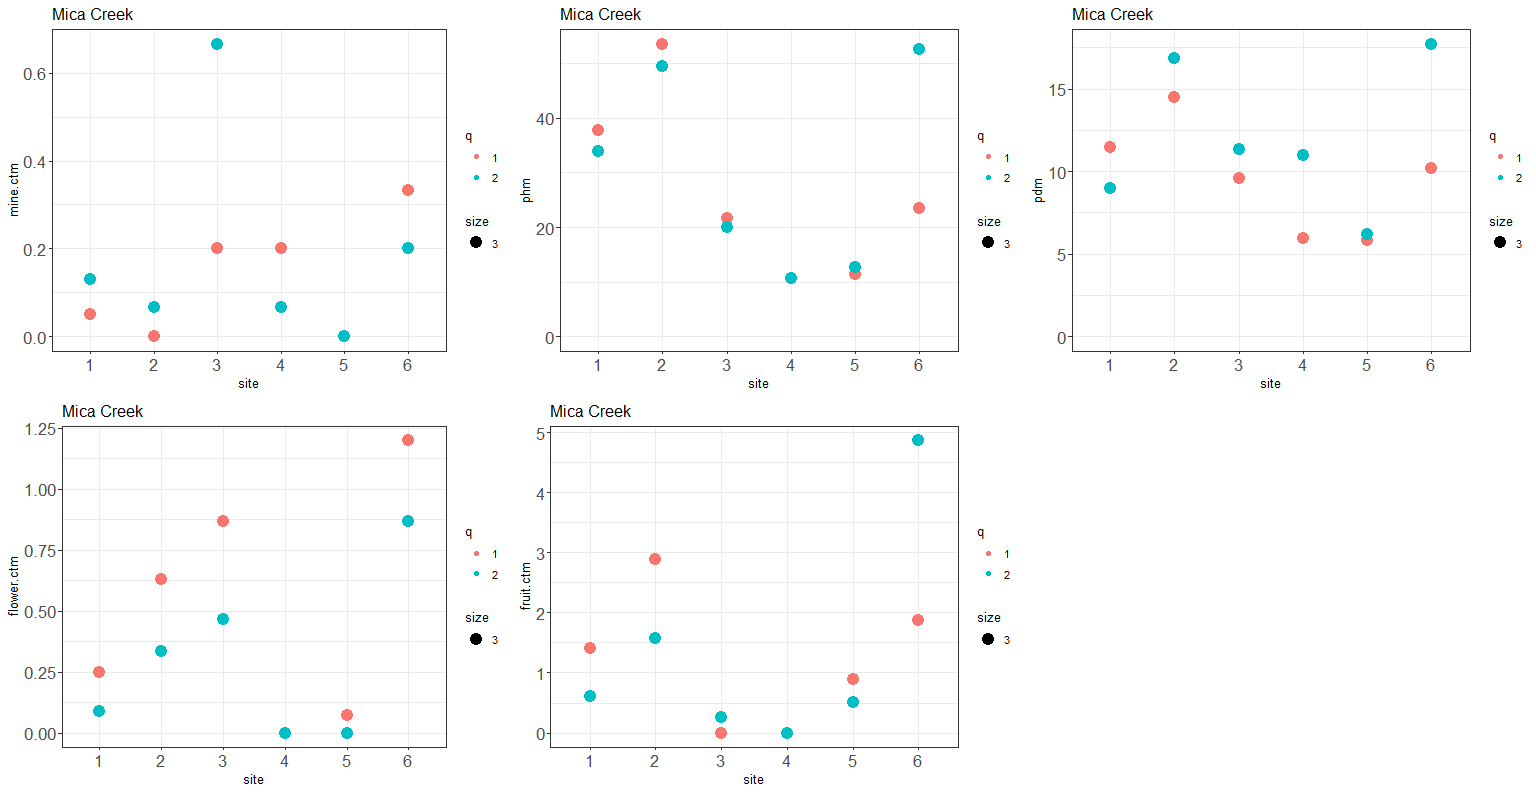 Mica Creek
mine.ctm
0.6
0.4
0.2
0.0
1 2 3 4 5 6
site
q
1
2
size
3
Mica Creek
phm
40
20
0
1 2 3 4 5 6
site
q
1
2
size
3
Mica Creek
pdm
15
10
5
0
1 2 3 4 5 6
site
q
1
2
size
3
Mica Creek
flower.ctm
1.25
1.00
0.75
0.50
0.25
0.00
1 2 3 4 5 6
site
q
1
2
size
3
Mica Creek
fruit.ctm
5
4
3
2
1
0
1 2 3 4 5 6
site
q
1
2
size
3